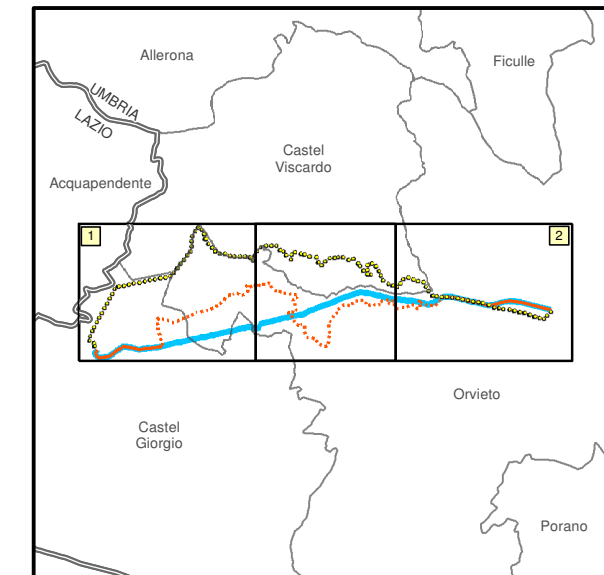 Allerona
Ficulle
UMBRIA
LAZIO
Castel
Viscardo
Acquapendente
1
2
Orvieto
Castel
Giorgio
Porano